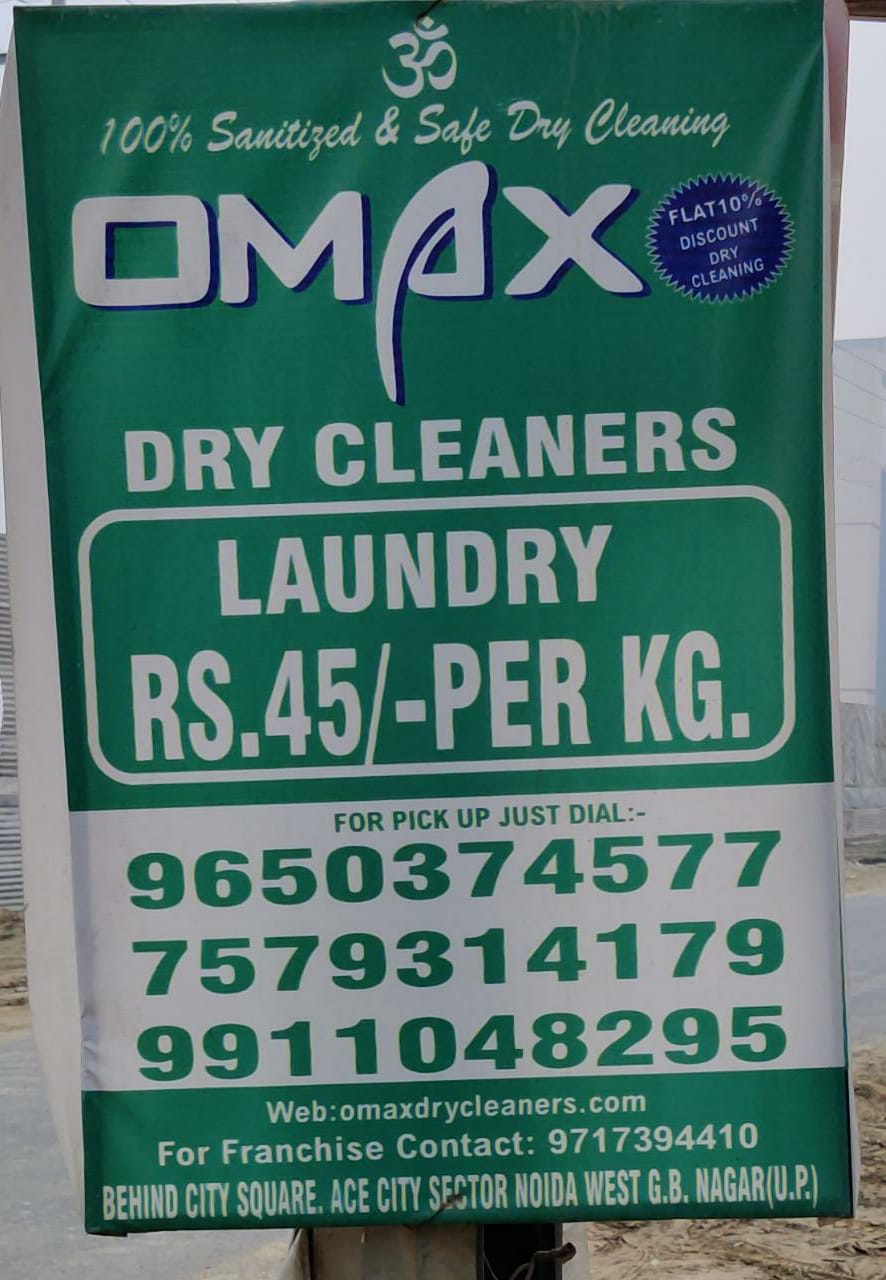 ॐ
100% Sanitized & Safe Dry Cleaning
OMAX
FLAT10%
DISCOUNT
DRY
CLEANING
DRY CLEANERS
LAUNDRY
RS.45/-PER KG.
FOR PICK UP JUST DIAL:-
9650374577
7579314179
9911048295
Web:omaxdrycleaners.com
For Franchise Contact: 9717394410
BEHIND CITY SQUARE. ACE CITY SECTOR NOIDA WEST G.B. NAGAR(U.P.)